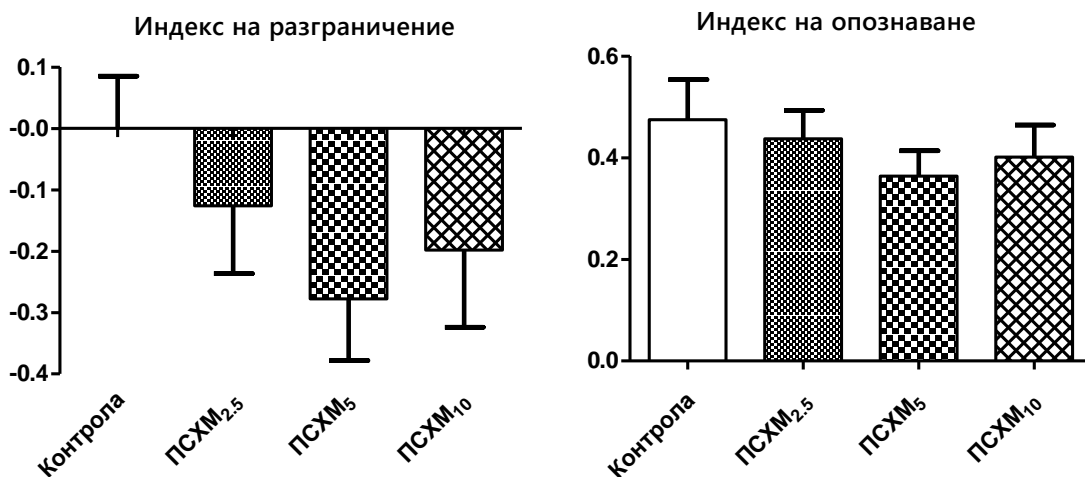 Индекс на разграничение
0.1
-0.0
-0.1
-0.2
-0.3
-0.4
Контрола
ПСХМ2.5
ПСХМ5
ПСХМ10
Индекс на опознаване
0.6
0.4
0.2
0.0
Контрола
ПСХМ2.5
ПСХМ5
ПСХМ10